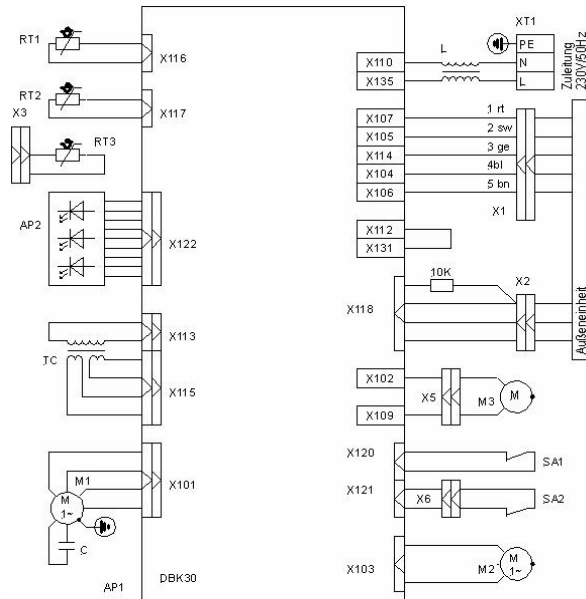 RT1
X116
RT2
X117
X3
RT3
AP2
X122
X113
TC
X115
M1
X101
M
1~
C
AP1
DBK30
XT1
L
PE
X110
N
X135
L
Zuleitung
230V/50Hz
X107
1 rt
X105
2 sw
X114
3 ge
X104
4bl
X106
5 bn
X1
X112
X131
10K
X2
X118
Außeneinheit
X102
X5
M3
M
X109
X120
SA1
X121
X6
SA2
X103
M2
M
1~